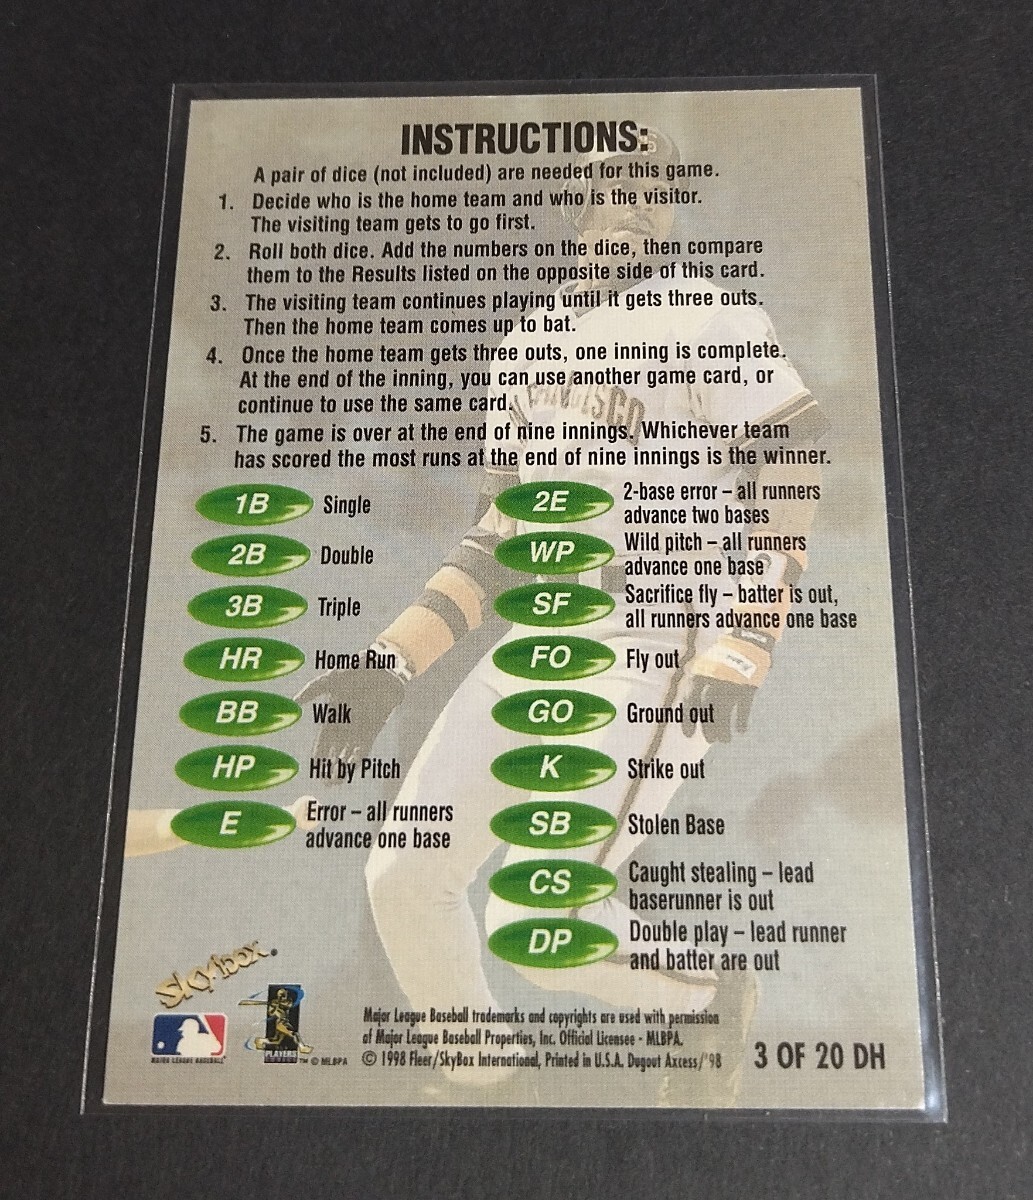 INSTRUCTIONS:
A pair of dice (not included) are needed for this game.
1. Decide who is the home team and who is the visitor.
The visiting team gets to go first.
2. Roll both dice. Add the numbers on the dice, then compare
them to the Results listed on the opposite side of this card.
3. The visiting team continues playing until it gets three outs.
Then the home team comes up to bat.
4. Once the home team gets three outs, one inning is complete.
At the end of the inning, you can use another game card, or
continue to use the same card.
5. The game is over at the end of nine innings. Whichever team
has scored the most runs at the end of nine innings is the winner.
1B Single
2B Double
3B Triple
HR Home Run
BB Walk
HP Hit by Pitch
E Error – all runners
advance one base
2E 2-base error – all runners
advance two bases
WP Wild pitch – all runners
advance one base
SF Sacrifice fly – batter is out,
all runners advance one base
FO Fly out
GO Ground out
K Strike out
SB Stolen Base
CS Caught stealing – lead
baserunner is out
DP Double play – lead runner
and batter are out
SkyBox®
MAJOR LEAGUE BASEBALL
PLAYERS
™ © MLBPA
Major League Baseball trademarks and copyrights are used with permission
of Major League Baseball Properties, Inc. Official Licensee - MLBPA.
© 1998 Fleer/SkyBox International, Printed in U.S.A. Dugout Axcess/'98
3 OF 20 DH